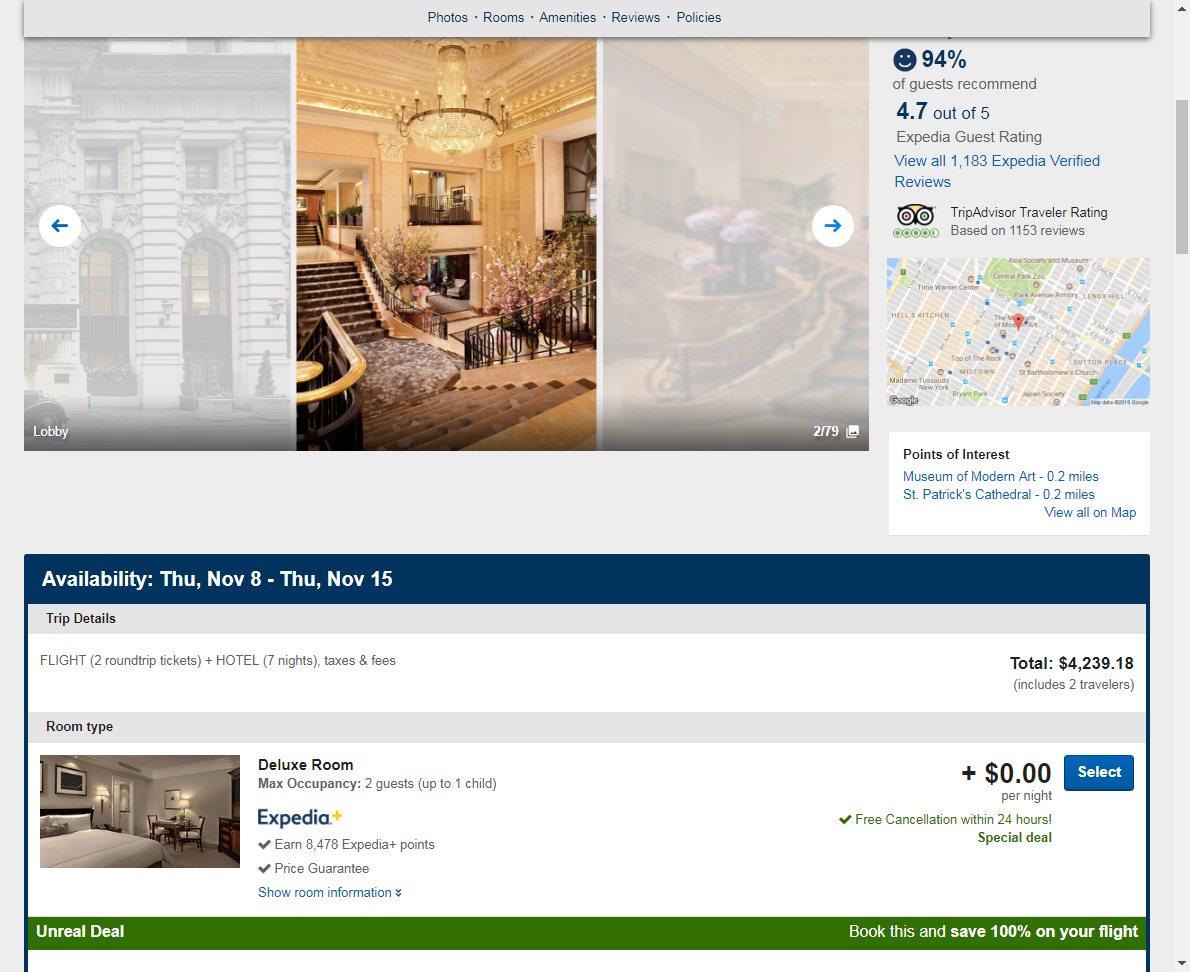 Photos · Rooms · Amenities · Reviews · Policies
94%
of guests recommend
4.7 out of 5
Expedia Guest Rating
View all 1,183 Expedia Verified
Reviews
TripAdvisor Traveler Rating
Based on 1153 reviews
Asia Society and Museum
Central Park Zoo
Time Warner Center
Park Avenue Armory
LENOX HILL
HELL'S KITCHEN
The Museum
of Modern Art
Top of The Rock
SUTTON PLACE
MIDTOWN
St Bartholomew's Church
Madame Tussauds
New York
Bryant Park
Japan Society
Google
Map data ©2018 Google
Lobby
2/79
Points of Interest
Museum of Modern Art - 0.2 miles
St. Patrick's Cathedral - 0.2 miles
View all on Map
Availability: Thu, Nov 8 - Thu, Nov 15
Trip Details
FLIGHT (2 roundtrip tickets) + HOTEL (7 nights), taxes & fees
Total: $4,239.18
(includes 2 travelers)
Room type
Deluxe Room
Max Occupancy: 2 guests (up to 1 child)
Expedia+
Earn 8,478 Expedia+ points
Price Guarantee
Show room information
+ $0.00
per night
Select
Free Cancellation within 24 hours!
Special deal
Unreal Deal
Book this and save 100% on your flight